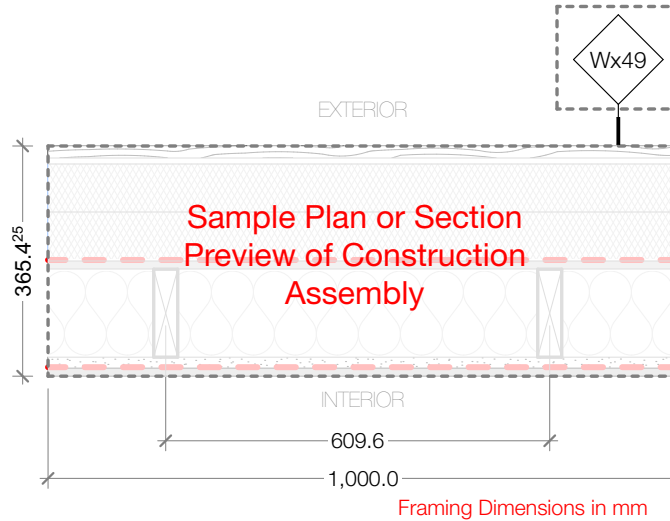 Wx49
EXTERIOR
Sample Plan or Section
Preview of Construction
Assembly
365.4²⁵
INTERIOR
609.6
1,000.0
Framing Dimensions in mm